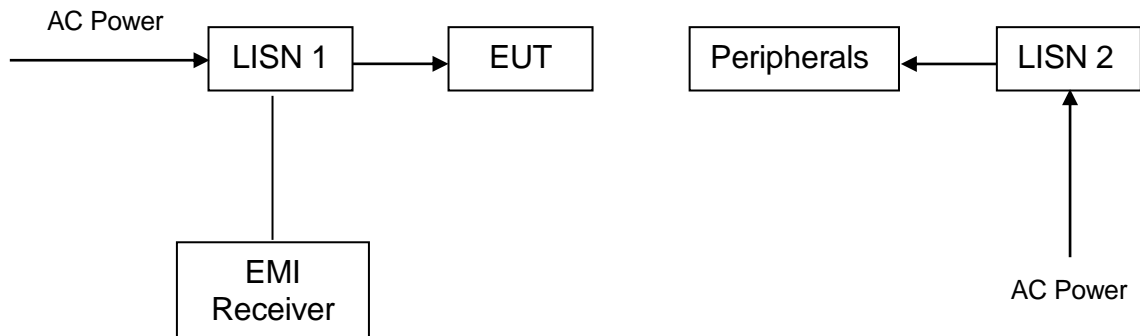 AC Power
LISN 1
EUT
Peripherals
LISN 2
EMI
Receiver
AC Power